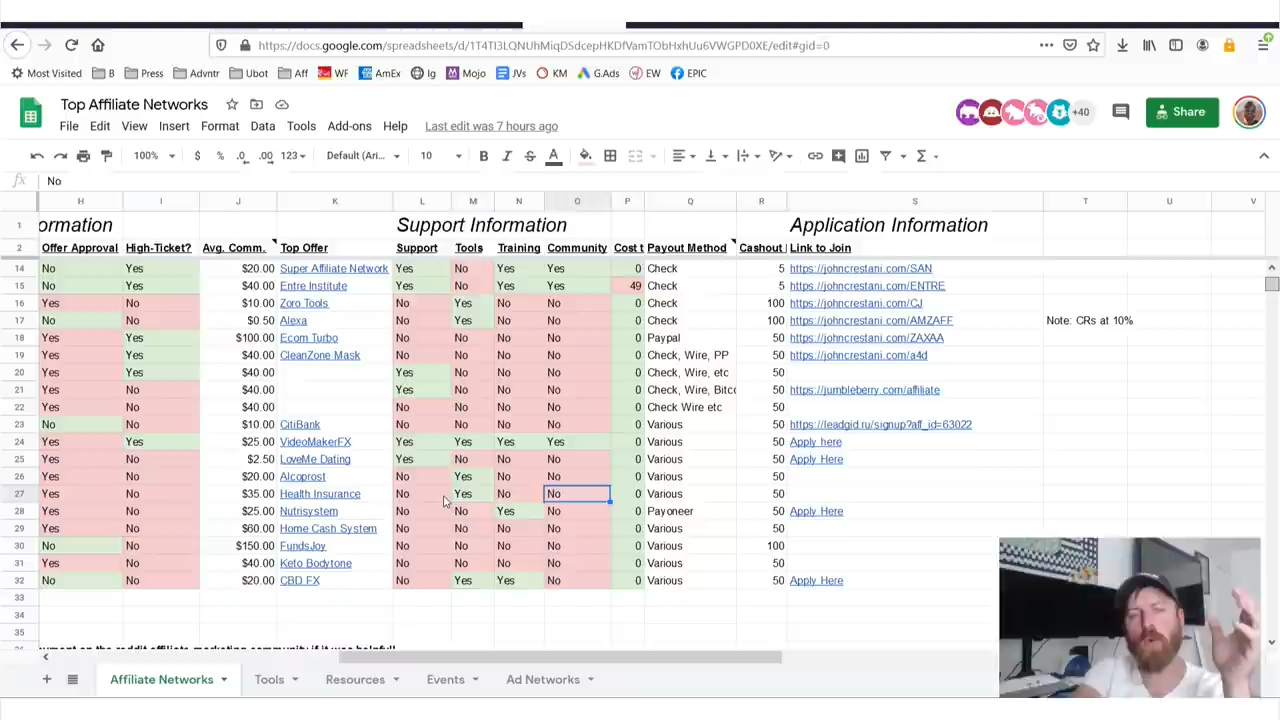 https://docs.google.com/spreadsheets/d/1T4TI3LQNUhMiqDSdcepHKDfVamTObHxhUu6VWGPD0XE/edit#gid=0
Most Visited B Press Advntr Ubot Aff WF AmEx Ig Mojo JVs KM G.Ads EW EPIC
Top Affiliate Networks
+40 Share
File Edit View Insert Format Data Tools Add-ons Help Last edit was 7 hours ago
100% $ % .0 .00 123 Default (Ari... 10 B I S A
fx No
H I J K L M N O P Q R S T U V
1 ormation Support Information Application Information
2 Offer Approval High-Ticket? Avg. Comm. Top Offer Support Tools Training Community Cost t Payout Method Cashout Link to Join
14 No Yes $20.00 Super Affiliate Network Yes No Yes Yes 0 Check 5 https://johncrestani.com/SAN
15 No Yes $40.00 Entre Institute Yes No Yes Yes 49 Check 5 https://johncrestani.com/ENTRE
16 Yes No $10.00 Zoro Tools No Yes No No 0 Check 100 https://johncrestani.com/CJ
17 No No $0.50 Alexa No Yes No No 0 Check 100 https://johncrestani.com/AMZAFF Note: CRs at 10%
18 Yes Yes $100.00 Ecom Turbo No No No No 0 Paypal 50 https://johncrestani.com/ZAXAA
19 Yes Yes $40.00 CleanZone Mask No No No No 0 Check, Wire, PP 50 https://johncrestani.com/a4d
20 Yes Yes $40.00 Yes No No No 0 Check, Wire, etc 50
21 Yes No $40.00 Yes No No No 0 Check, Wire, Bitco 50 https://jumbleberry.com/affiliate
22 Yes No $40.00 No No No No 0 Check Wire etc 50
23 No No $10.00 CitiBank No No No No 0 Various 50 https://leadgid.ru/signup?aff_id=63022
24 Yes Yes $25.00 VideoMakerFX Yes Yes Yes Yes 0 Various 50 Apply here
25 Yes No $2.50 LoveMe Dating Yes No No No 0 Various 50 Apply Here
26 Yes No $20.00 Alcoprost No Yes No No 0 Various 50
27 Yes No $35.00 Health Insurance No Yes No No 0 Various 50
28 Yes No $25.00 Nutrisystem No No Yes No 0 Payoneer 50 Apply Here
29 Yes No $60.00 Home Cash System No No No No 0 Various 50
30 No No $150.00 FundsJoy No No No No 0 Various 100
31 Yes No $40.00 Keto Bodytone No No No No 0 Various 50
32 No No $20.00 CBD FX No Yes Yes No 0 Various 50 Apply Here
33
34
35
ument on the reddit affiliate marketing community if it was helpful!
Affiliate Networks Tools Resources Events Ad Networks